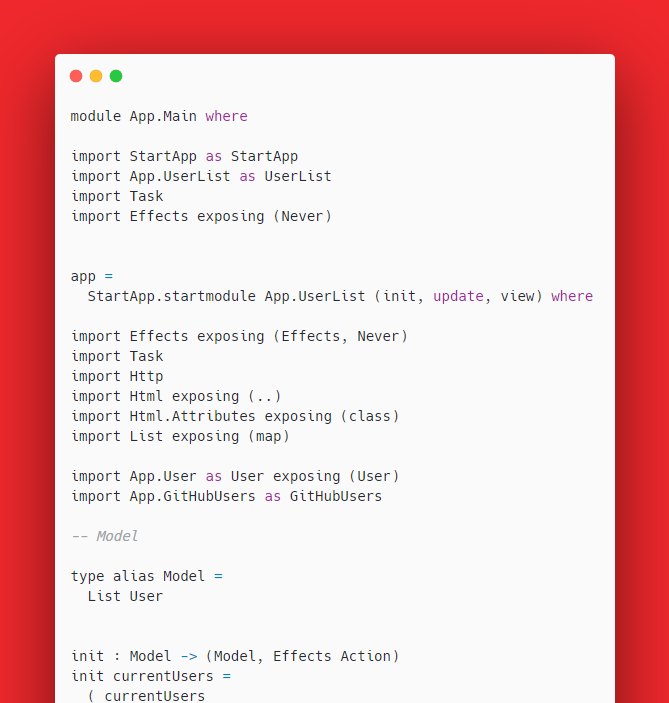 module App.Main where
import StartApp as StartApp
import App.UserList as UserList
import Task
import Effects exposing (Never)
app =
  StartApp.startmodule App.UserList (init, update, view) where
import Effects exposing (Effects, Never)
import Task
import Http
import Html exposing (..)
import Html.Attributes exposing (class)
import List exposing (map)
import App.User as User exposing (User)
import App.GitHubUsers as GitHubUsers
-- Model
type alias Model =
  List User
init : Model -> (Model, Effects Action)
init currentUsers =
  ( currentUsers